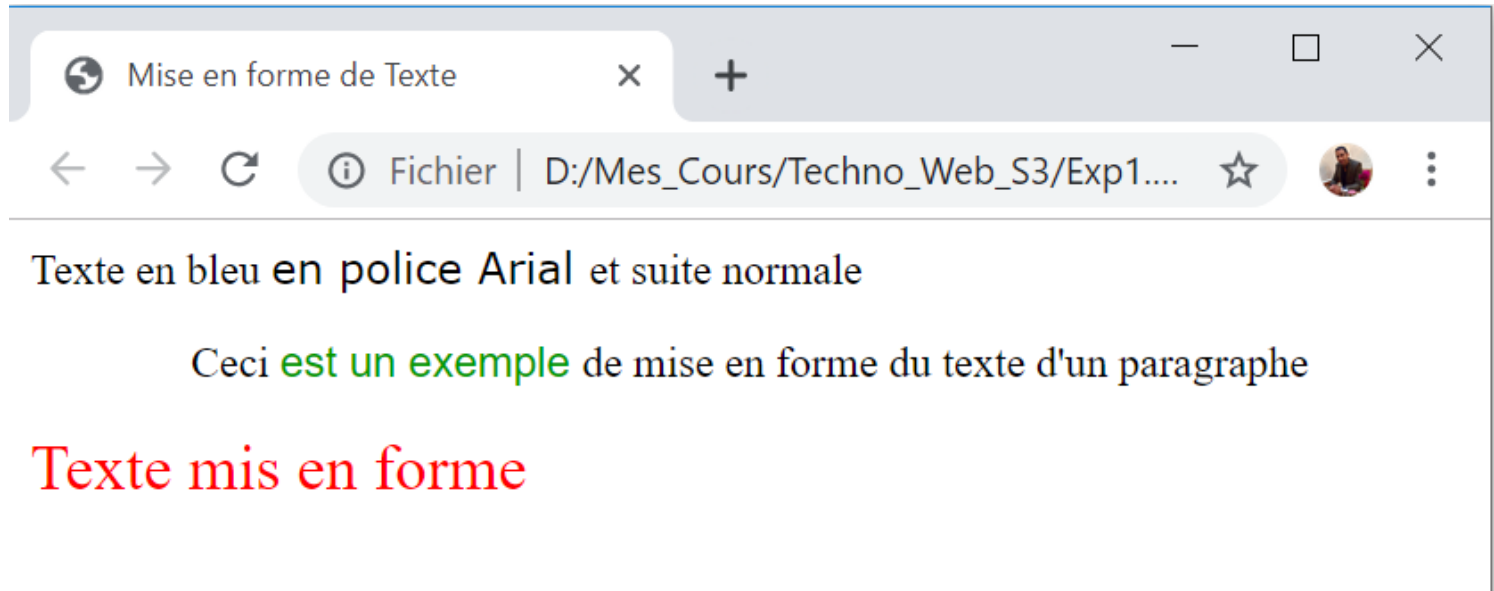 Mise en forme de Texte
Fichier | D:/Mes_Cours/Techno_Web_S3/Exp1....
Texte en bleu en police Arial et suite normale
Ceci est un exemple de mise en forme du texte d'un paragraphe
Texte mis en forme